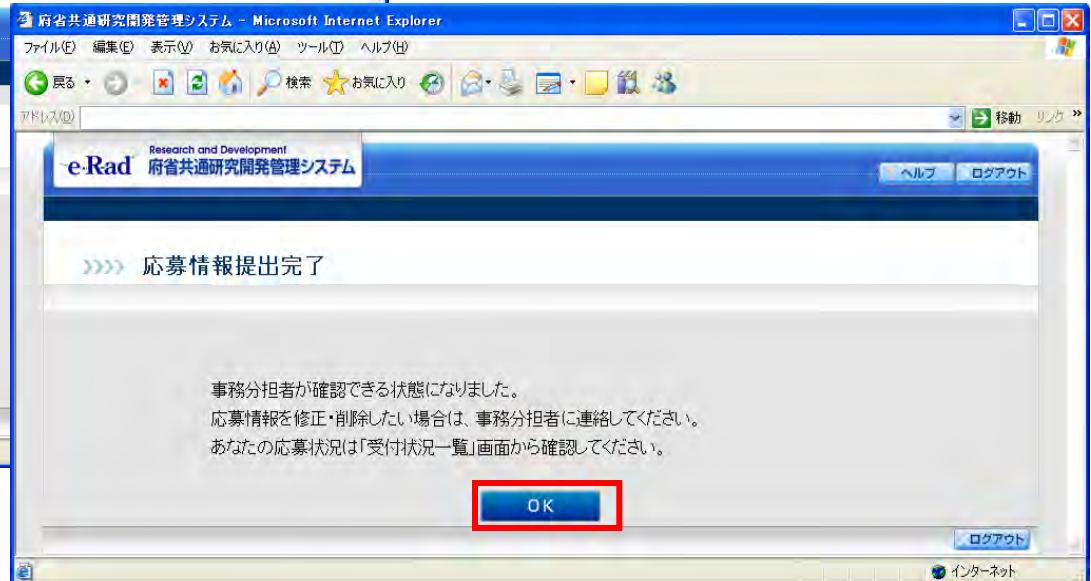 府省共通研究開発管理システム - Microsoft Internet Explorer
ファイル(F) 編集(E) 表示(V) お気に入り(A) ツール(T) ヘルプ(H)
戻る 検索 お気に入り
アドレス(D) 移動 リンク »
Research and Development
e-Rad 府省共通研究開発管理システム
ヘルプ ログアウト
>>>> 応募情報提出完了
事務分担者が確認できる状態になりました。
応募情報を修正・削除したい場合は、事務分担者に連絡してください。
あなたの応募状況は「受付状況一覧」画面から確認してください。
OK
ログアウト
インターネット